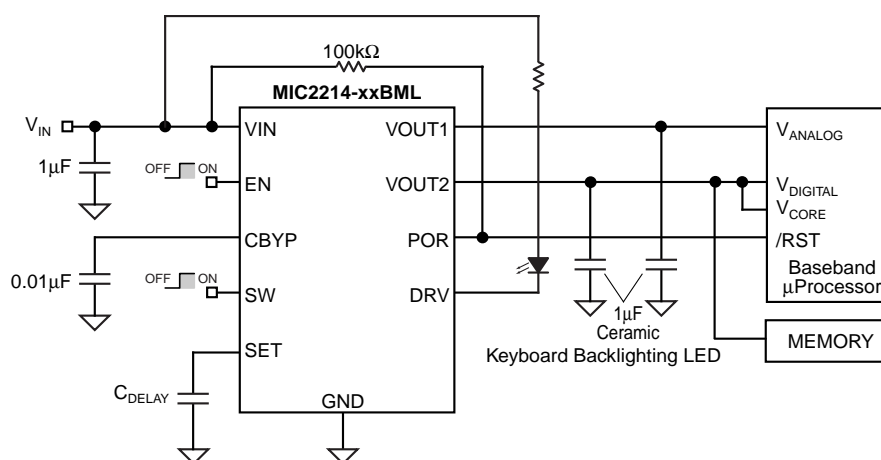 100kΩ
MIC2214-xxBML
VIN
1µF
VIN
OFF ON
EN
CBYP
0.01µF
OFF ON
SW
SET
CDELAY
GND
VOUT1
VOUT2
POR
DRV
1µF
Ceramic
Keyboard Backlighting LED
VANALOG
VDIGITAL
VCORE
/RST
Baseband
µProcessor
MEMORY